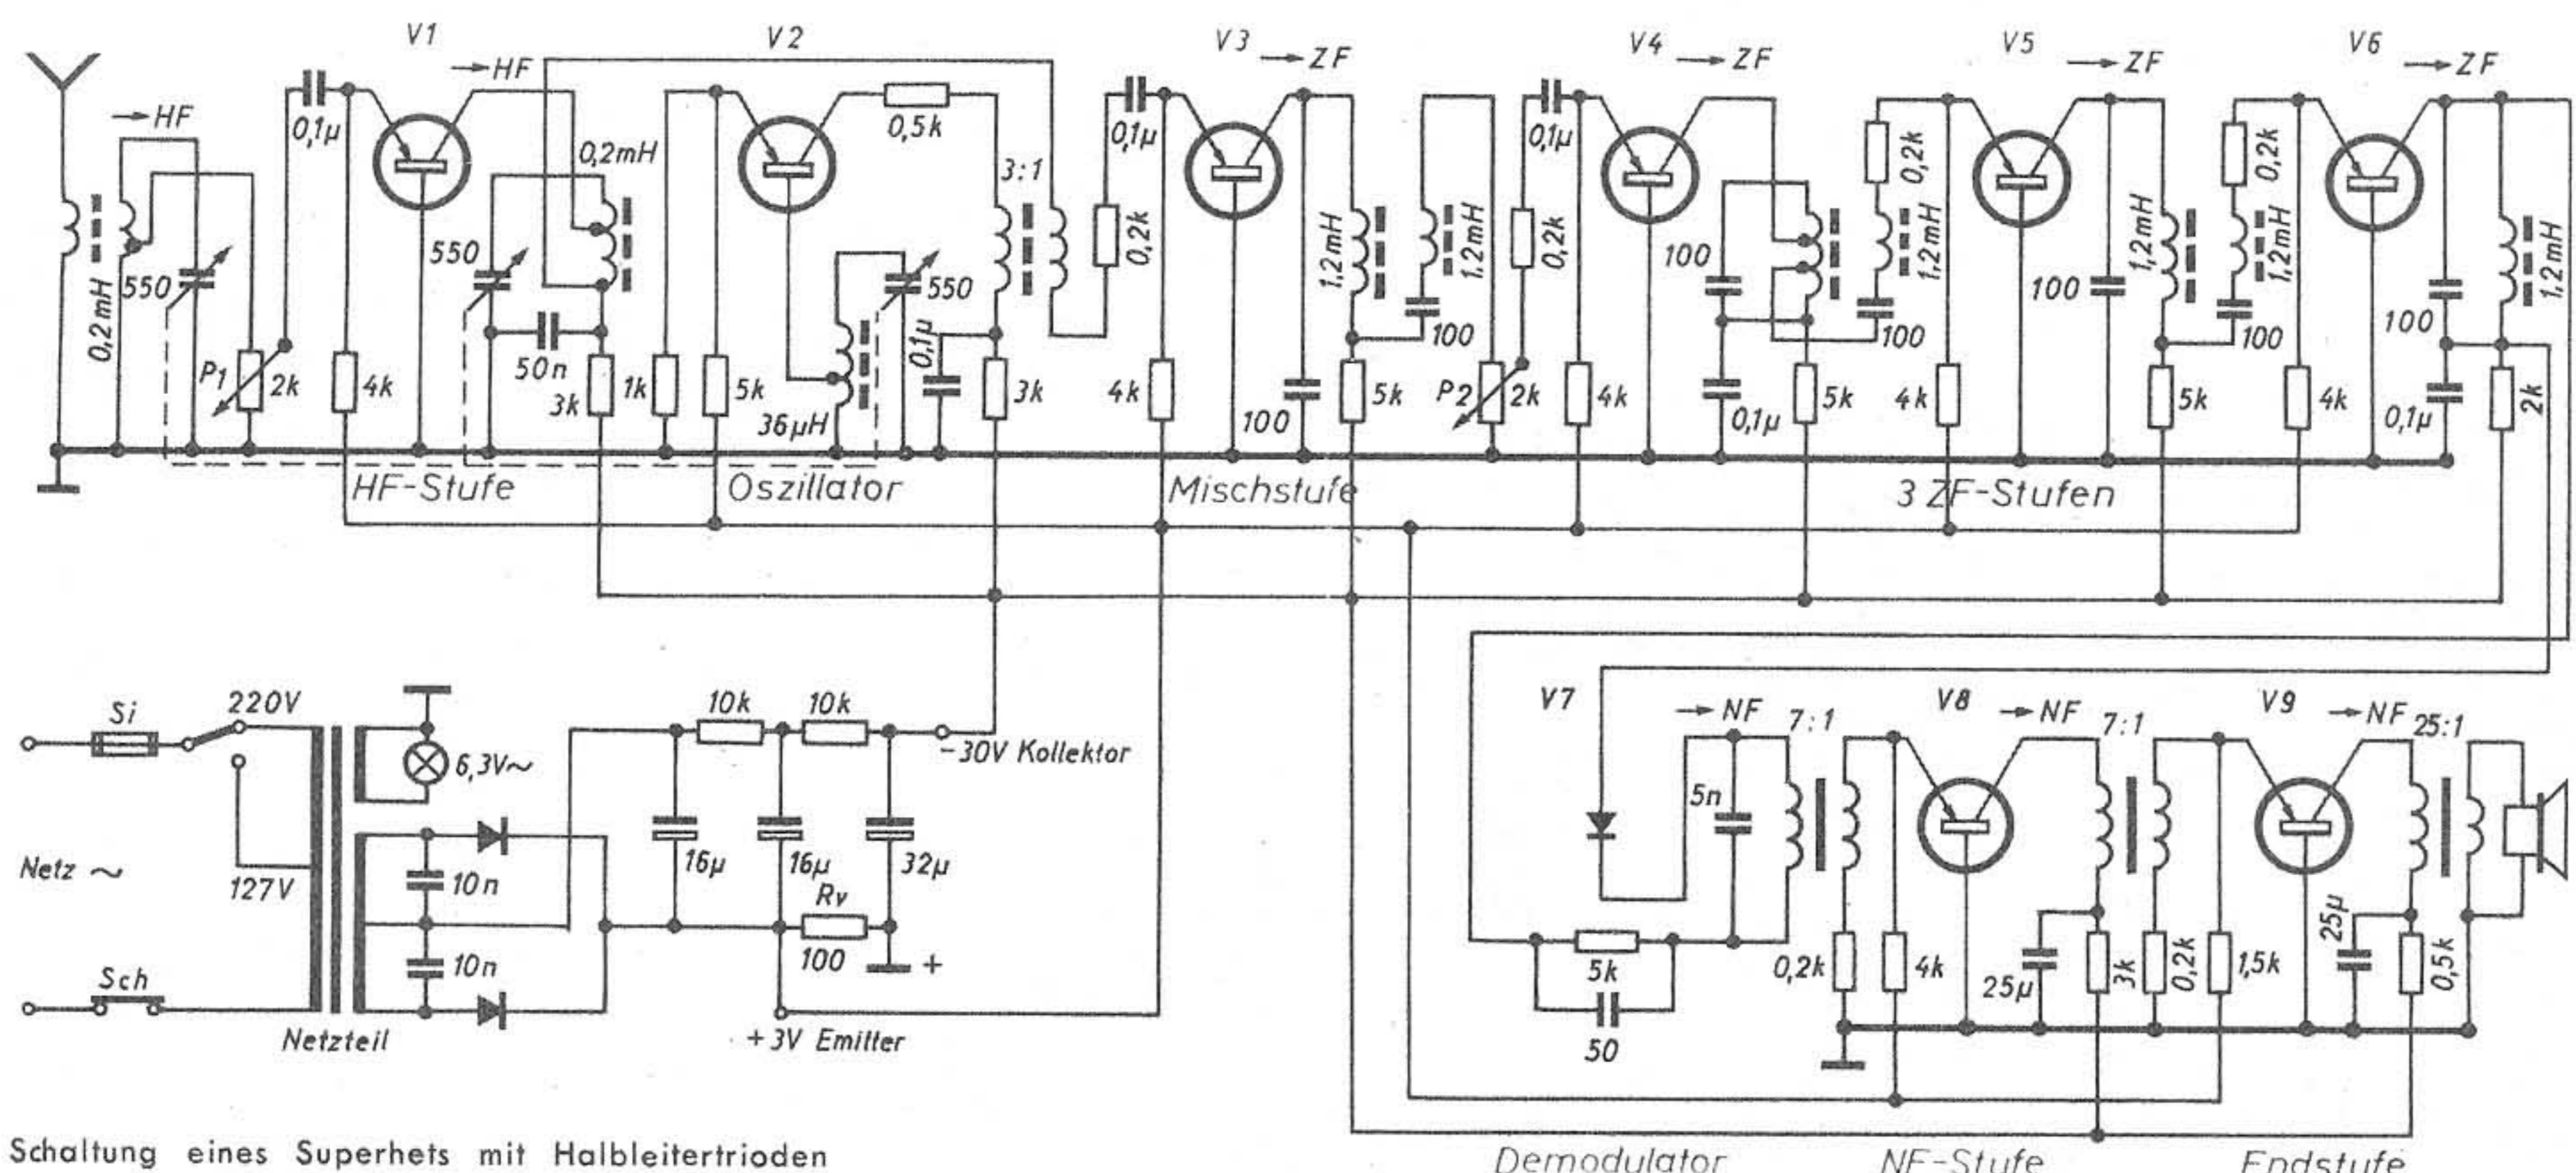 V1 V2 V3 → ZF V4 → ZF V5 → ZF V6 → ZF
→ HF
→ HF
0,1μ
0,2mH
0,5k
3:1
0,1μ
0,2k
0,1μ
0,2k
0,2k
0,2k
550
0,2mH
550
50n
550
0,1μ
36μH
1,2mH
1,2mH
100
100
1,2mH
100
1,2mH
100
1,2mH
100
1,2mH
100
P1
2k
4k
3k
1k
5k
3k
4k
100
5k
P2
2k
4k
0,1μ
5k
4k
5k
4k
0,1μ
2k
HF-Stufe
Oszillator
Mischstufe
3 ZF-Stufen
Si
220V
6,3V~
Netz ~
127V
10n
10n
Sch
Netzteil
10k
10k
-30V Kollektor
16μ
16μ
32μ
Rv
100
+
+3V Emitter
V7
→ NF
7:1
V8
→ NF
7:1
V9
→ NF
25:1
5n
5k
50
0,2k
4k
25μ
3k
0,2k
1,5k
25μ
0,5k
Demodulator
NF-Stufe
Endstufe
Schaltung eines Superhets mit Halbleitertrioden